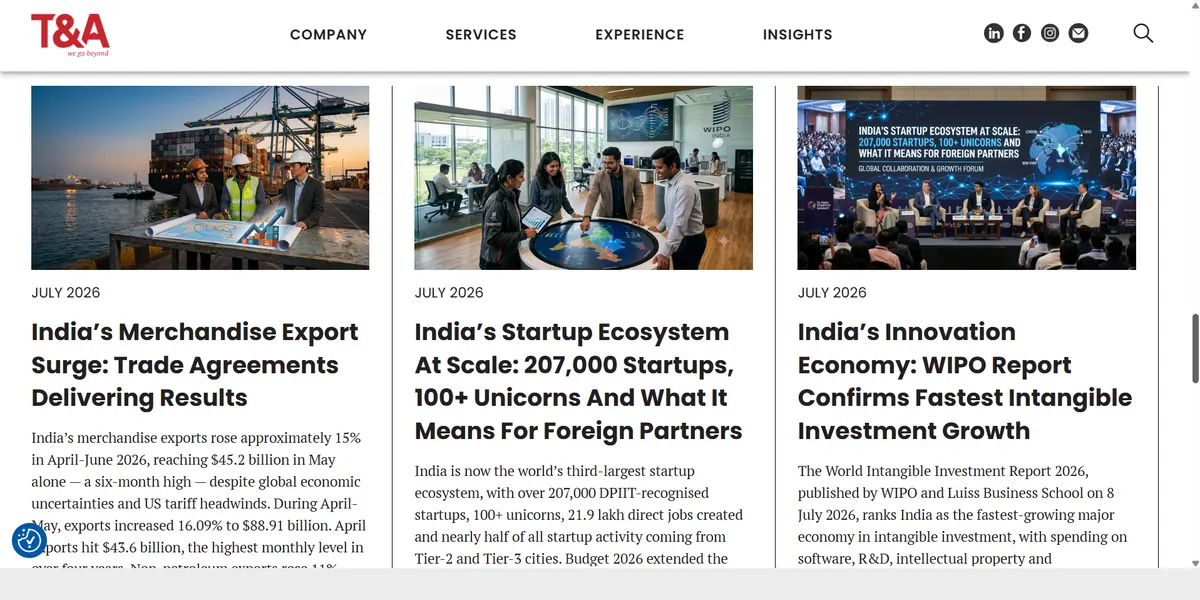 T&A
we go beyond
COMPANY
SERVICES
EXPERIENCE
INSIGHTS
WIPO
INDIA
INDIA'S STARTUP ECOSYSTEM AT SCALE:
207,000 STARTUPS, 100+ UNICORNS AND
WHAT IT MEANS FOR FOREIGN PARTNERS
GLOBAL COLLABORATION & GROWTH FORUM
JULY 2026
India's Merchandise Export
Surge: Trade Agreements
Delivering Results
India's merchandise exports rose approximately 15%
in April-June 2026, reaching $45.2 billion in May
alone — a six-month high — despite global economic
uncertainties and US tariff headwinds. During April-
May, exports increased 16.09% to $88.91 billion. April
exports hit $43.6 billion, the highest monthly level in
over four years. Non-petroleum exports rose 11%
JULY 2026
India's Startup Ecosystem
At Scale: 207,000 Startups,
100+ Unicorns And What It
Means For Foreign Partners
India is now the world's third-largest startup
ecosystem, with over 207,000 DPIIT-recognised
startups, 100+ unicorns, 21.9 lakh direct jobs created
and nearly half of all startup activity coming from
Tier-2 and Tier-3 cities. Budget 2026 extended the
JULY 2026
India's Innovation
Economy: WIPO Report
Confirms Fastest Intangible
Investment Growth
The World Intangible Investment Report 2026,
published by WIPO and Luiss Business School on 8
July 2026, ranks India as the fastest-growing major
economy in intangible investment, with spending on
software, R&D, intellectual property and